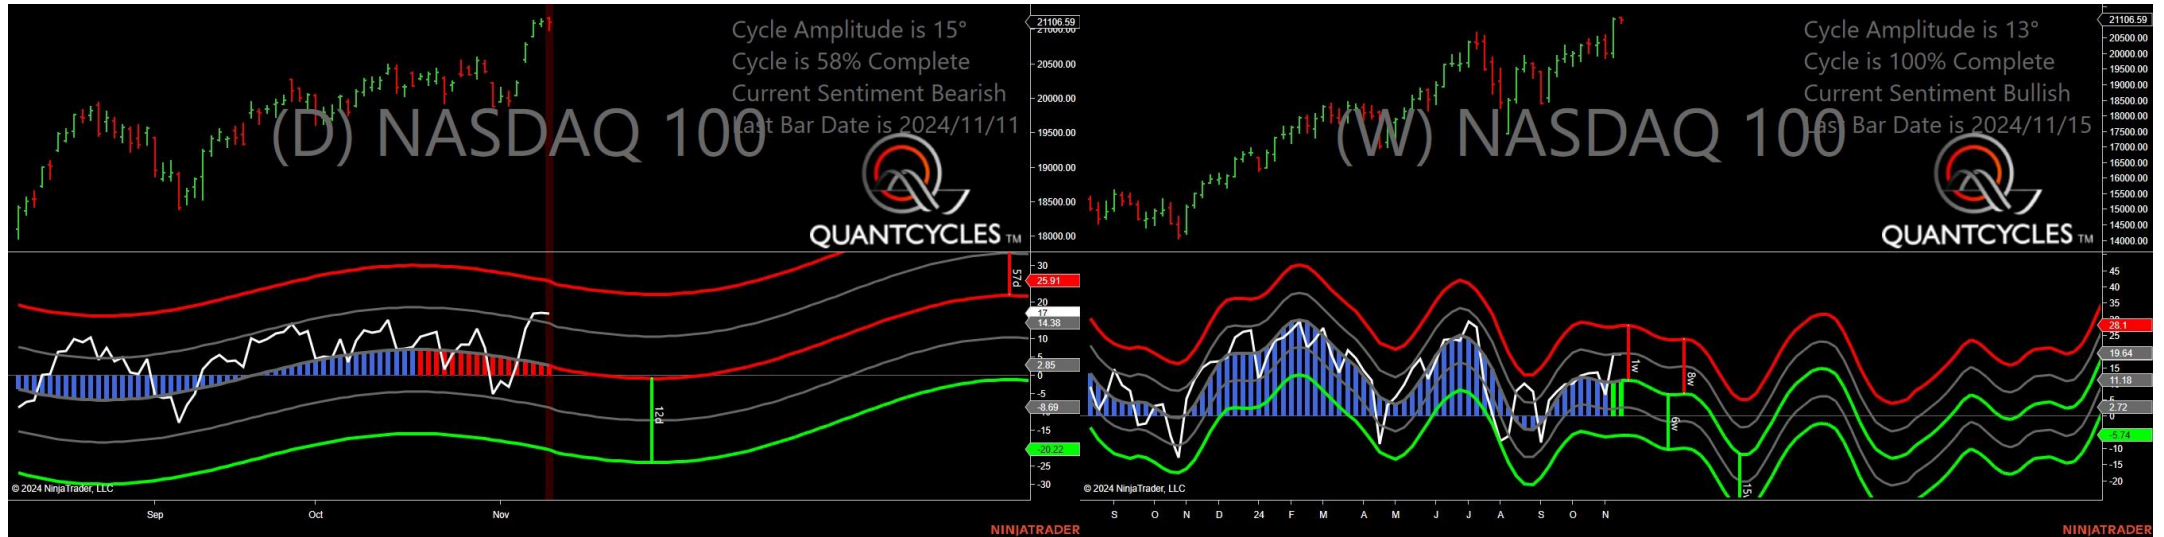 Cycle Amplitude is 15°
Cycle is 58% Complete
Current Sentiment Bearish
Last Bar Date is 2024/11/11
(D) NASDAQ 100
QUANTCYCLES TM
21106.59
21000.00
20500.00
20000.00
19500.00
19000.00
18500.00
18000.00
57d
12d
30
25.91
20
17
14.38
10
5
2.85
0
-5
-8.69
-15
-20.22
-25
-30
© 2024 NinjaTrader, LLC
Sep Oct Nov
NINJATRADER
Cycle Amplitude is 13°
Cycle is 100% Complete
Current Sentiment Bullish
Last Bar Date is 2024/11/15
(W) NASDAQ 100
QUANTCYCLES TM
21106.59
20500.00
20000.00
19500.00
19000.00
18500.00
18000.00
17500.00
17000.00
16500.00
16000.00
15500.00
15000.00
14500.00
14000.00
1w
8w
6w
45
40
35
28.1
25
19.64
15
11.18
2.72
0
-5.74
-10
-15
-20
© 2024 NinjaTrader, LLC
S O N D 24 F M A M J J A S O N
NINJATRADER